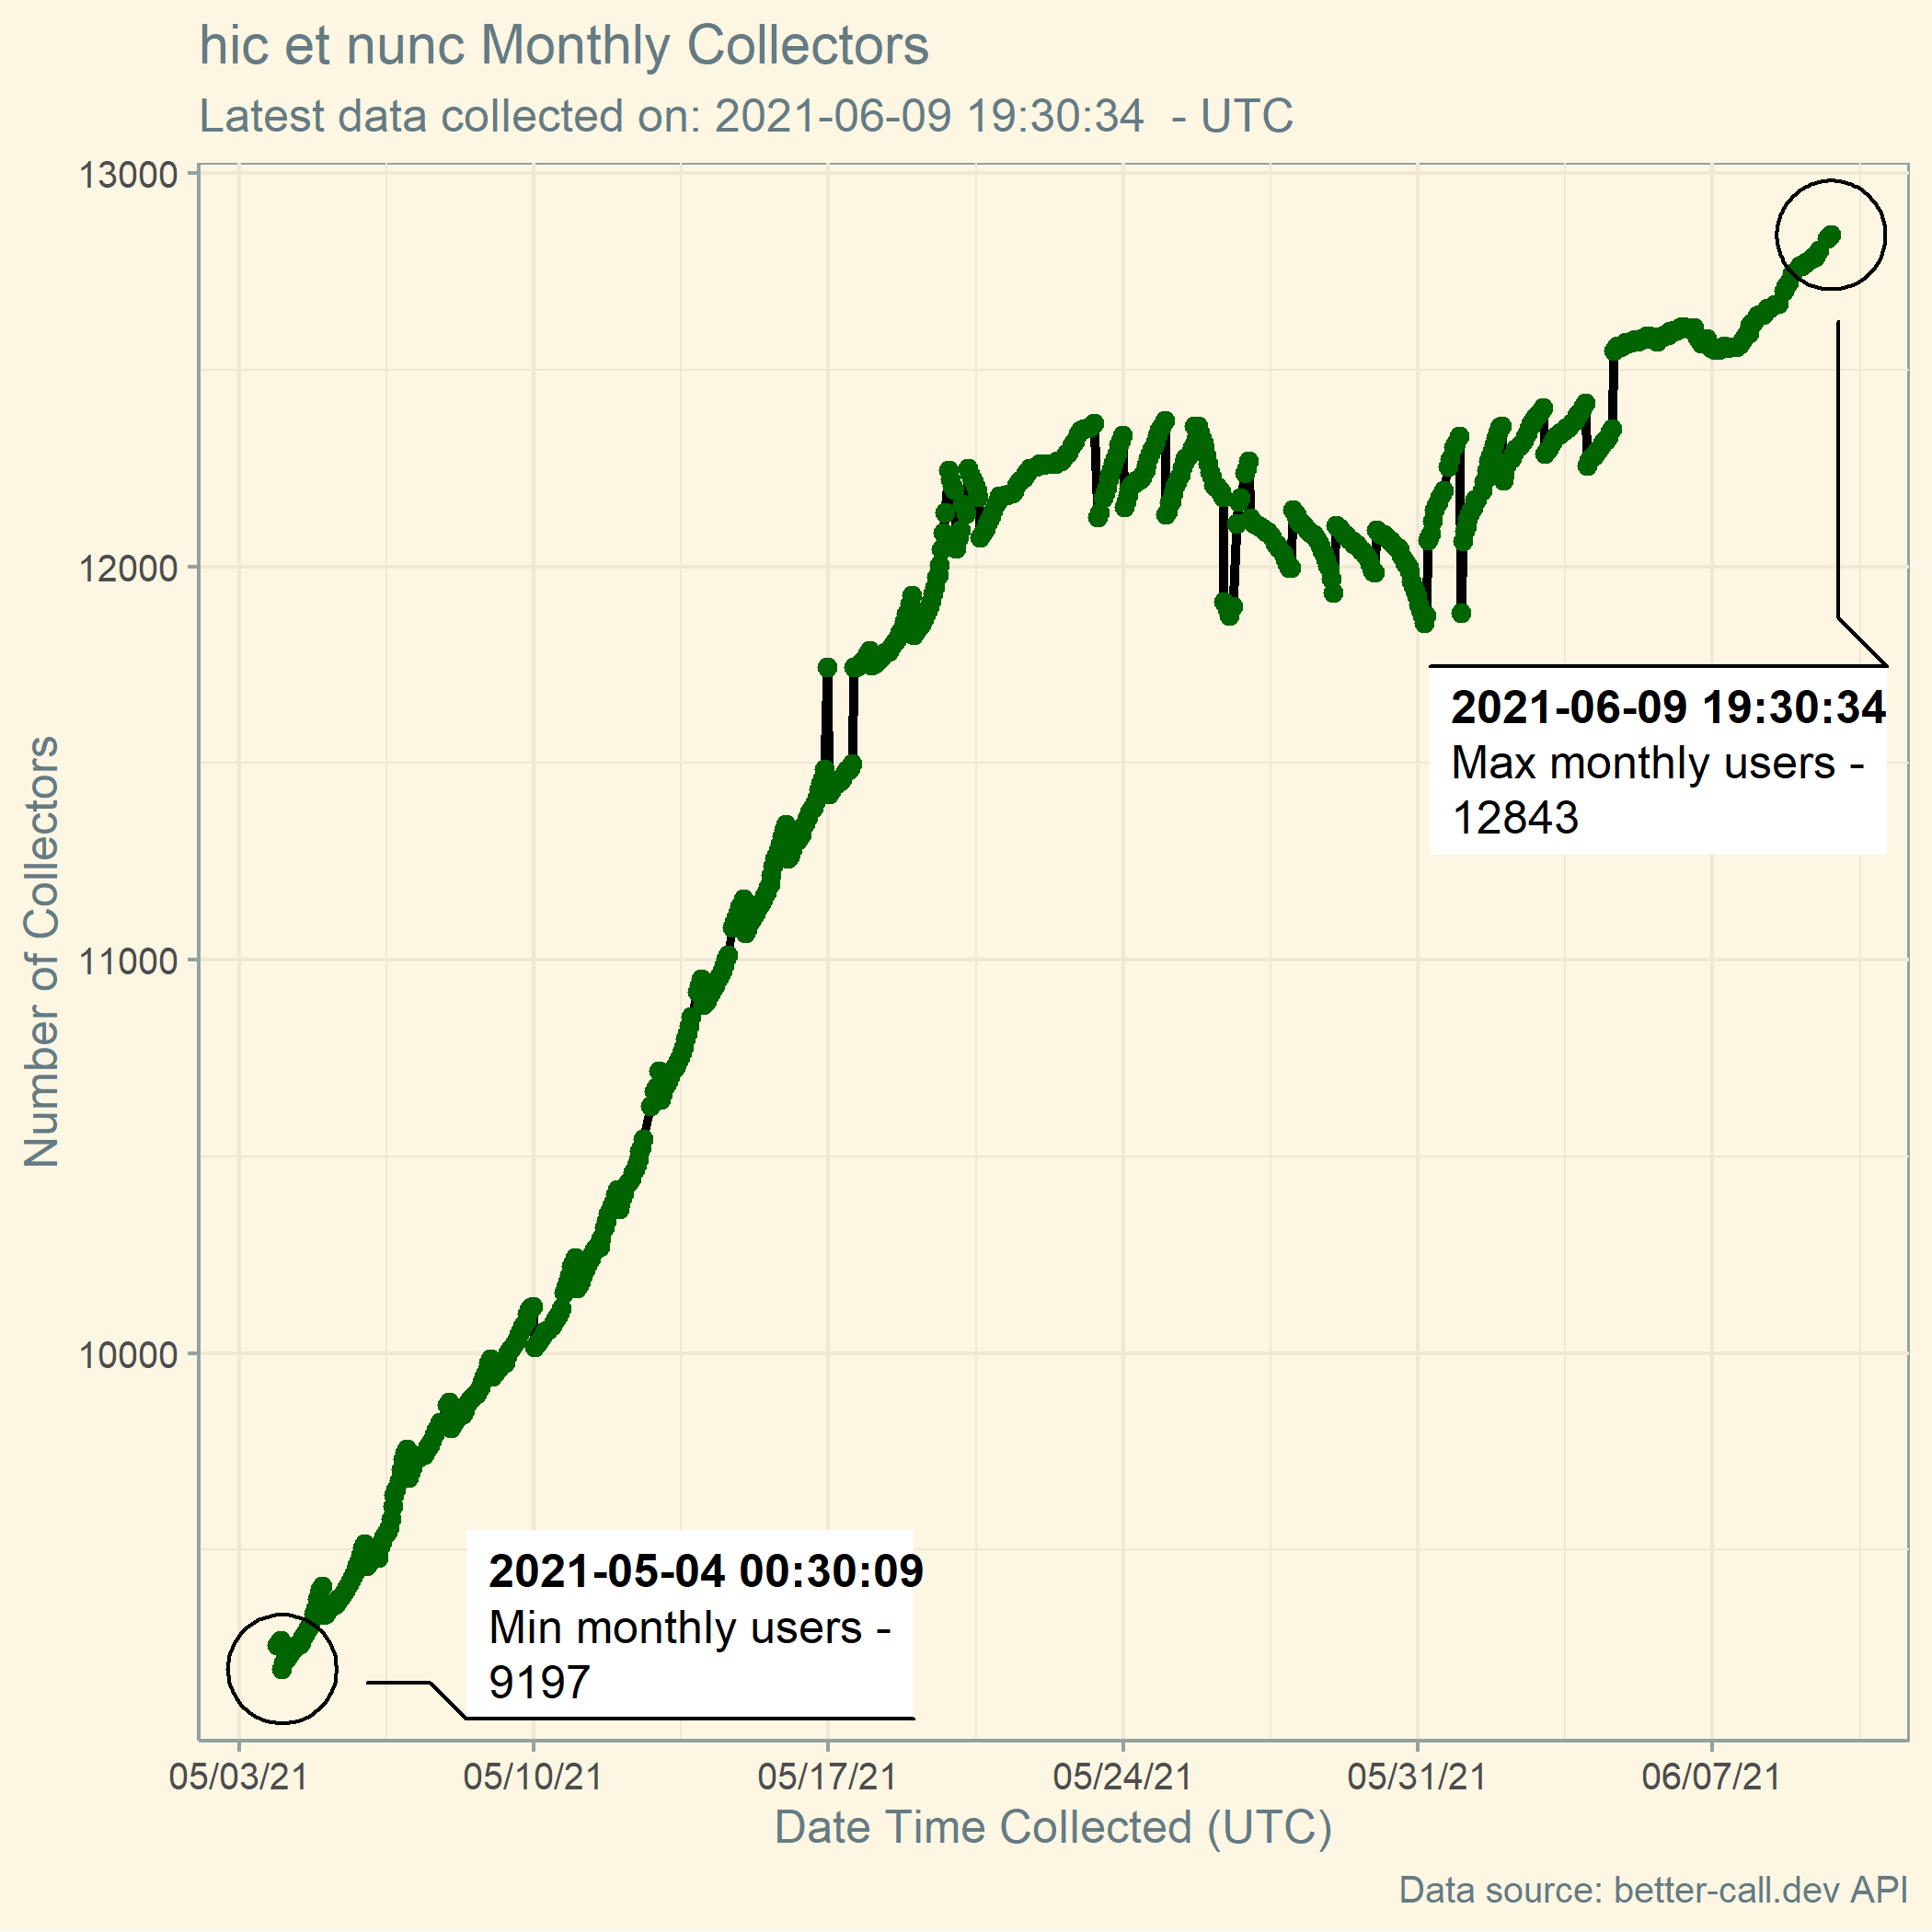 hic et nunc Monthly Collectors
Latest data collected on: 2021-06-09 19:30:34  - UTC
Number of Collectors
13000
12000
11000
10000
2021-06-09 19:30:34
Max monthly users -
12843
2021-05-04 00:30:09
Min monthly users -
9197
05/03/21 05/10/21 05/17/21 05/24/21 05/31/21 06/07/21
Date Time Collected (UTC)
Data source: better-call.dev API